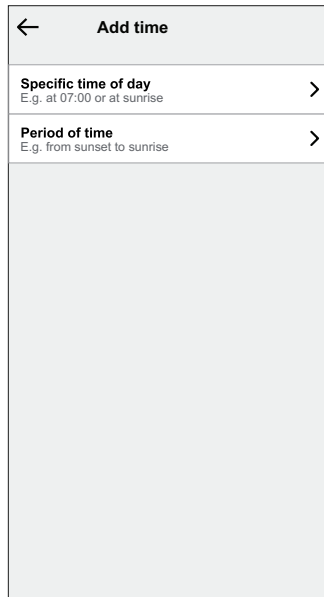 Add time
Specific time of day
E.g. at 07:00 or at sunrise
Period of time
E.g. from sunset to sunrise